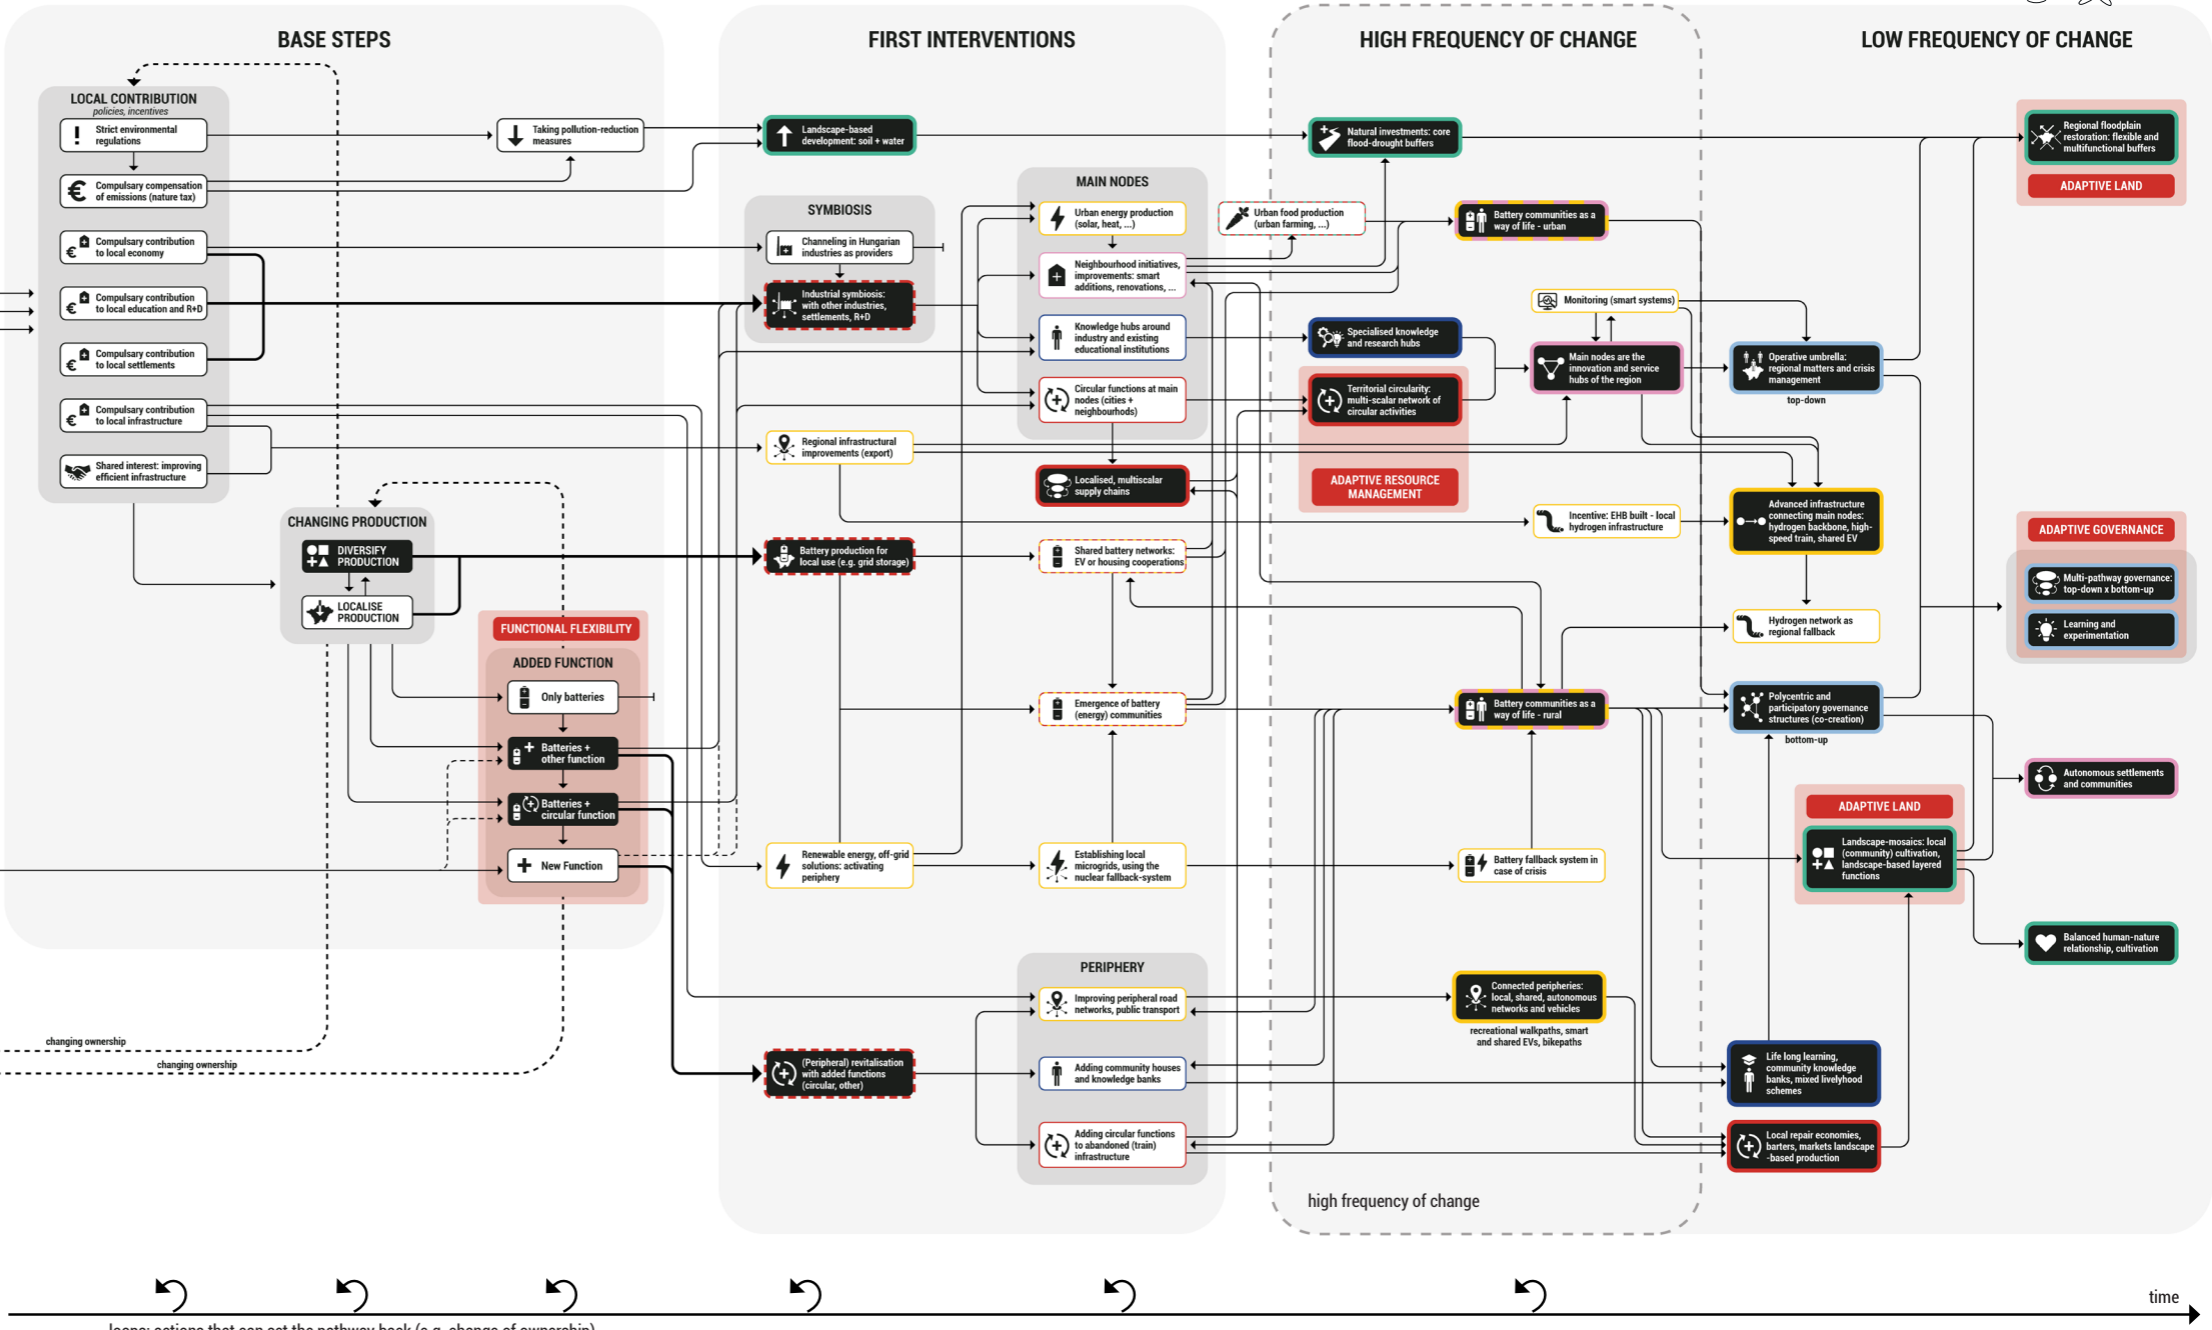 BASE STEPS
FIRST INTERVENTIONS
HIGH FREQUENCY OF CHANGE
LOW FREQUENCY OF CHANGE
LOCAL CONTRIBUTION
policies, incentives
!
Strict environmental
regulations
€
Compulsary compensation
of emissions (nature tax)
€
Compulsary contribution
to local economy
€
Compulsary contribution
to local education and R+D
€
Compulsary contribution
to local settlements
€
Compulsary contribution
to local infrastructure
Shared interest: improving
efficient infrastructure
Taking pollution-reduction
measures
CHANGING PRODUCTION
DIVERSIFY
PRODUCTION
LOCALISE
PRODUCTION
FUNCTIONAL FLEXIBILITY
ADDED FUNCTION
Only batteries
Batteries +
other function
Batteries +
circular function
New Function
changing ownership
changing ownership
Landscape-based
development: soil + water
SYMBIOSIS
Channeling in Hungarian
industries as providers
Industrial symbiosis:
with other industries,
settlements, R+D
Regional infrastructural
improvements (export)
Battery production for
local use (e.g. grid storage)
Renewable energy, off-grid
solutions: activating
periphery
(Peripheral) revitalisation
with added functions
(circular, other)
MAIN NODES
Urban energy production
(solar, heat, ...)
Neighbourhood initiatives,
improvements: smart
additions, renovations, ...
Knowledge hubs around
industry and existing
educational institutions
Circular functions at main
nodes (cities +
neighbourhods)
Localised, multiscalar
supply chains
Shared battery networks:
EV or housing cooperations
Emergence of battery
(energy) communities
Establishing local
microgrids, using the
nuclear fallback-system
PERIPHERY
Improving peripheral road
networks, public transport
Adding community houses
and knowledge banks
Adding circular functions
to abandoned (train)
infrastructure
Natural investments: core
flood-drought buffers
Urban food production
(urban farming, ...)
Battery communities as a
way of life - urban
Monitoring (smart systems)
Specialised knowledge
and research hubs
Main nodes are the
innovation and service
hubs of the region
Territorial circularity:
multi-scalar network of
circular activities
ADAPTIVE RESOURCE
MANAGEMENT
Incentive: EHB built - local
hydrogen infrastructure
Battery communities as a
way of life - rural
Battery fallback system in
case of crisis
Connected peripheries:
local, shared, autonomous
networks and vehicles
recreational walkpaths, smart
and shared EVs, bikepaths
high frequency of change
Operative umbrella:
regional matters and crisis
management
top-down
Advanced infrastructure
connecting main nodes:
hydrogen backbone, high-
speed train, shared EV
Hydrogen network as
regional fallback
Polycentric and
participatory governance
structures (co-creation)
bottom-up
ADAPTIVE LAND
Landscape-mosaics: local
(community) cultivation,
landscape-based layered
functions
Life long learning,
community knowledge
banks, mixed livelyhood
schemes
Local repair economies,
barters, markets landscape
-based production
Regional floodplain
restoration: flexible and
multifunctional buffers
ADAPTIVE LAND
ADAPTIVE GOVERNANCE
Multi-pathway governance:
top-down x bottom-up
Learning and
experimentation
Autonomous settlements
and communities
Balanced human-nature
relationship, cultivation
time
loops: actions that can set the pathway back (e.g. change of ownership)